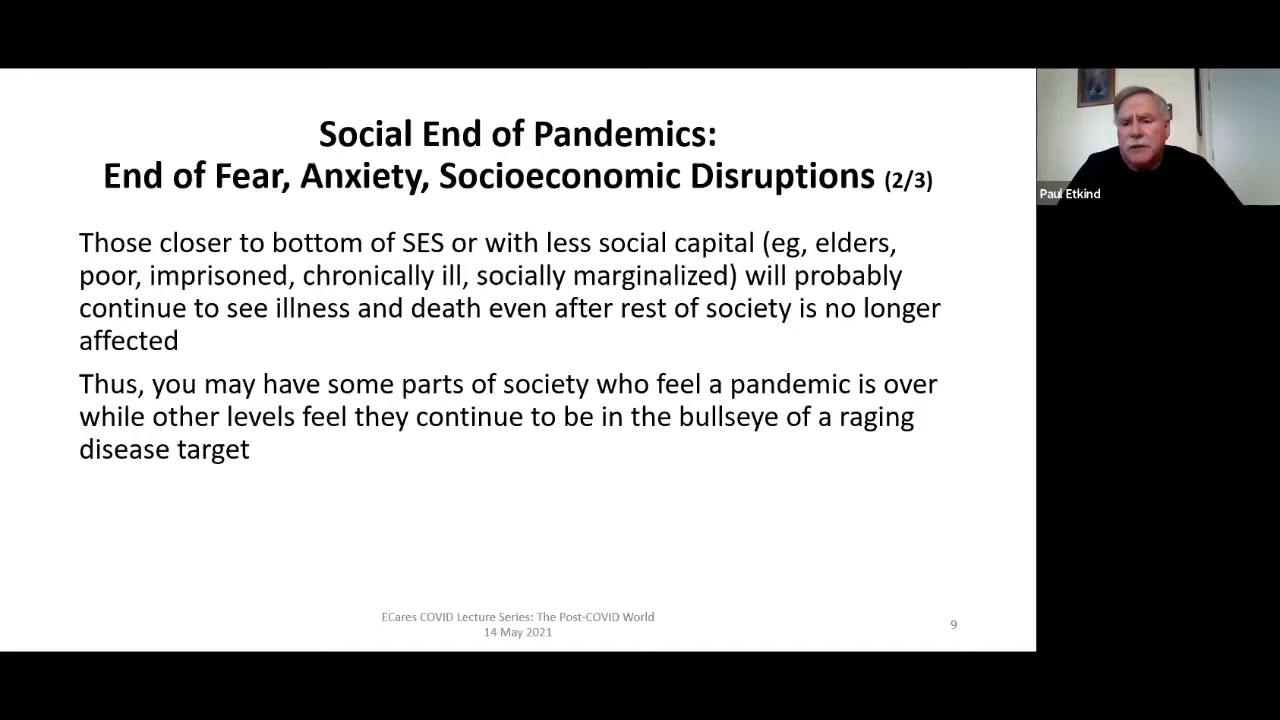 Social End of Pandemics:
End of Fear, Anxiety, Socioeconomic Disruptions (2/3)
Those closer to bottom of SES or with less social capital (eg, elders,
poor, imprisoned, chronically ill, socially marginalized) will probably
continue to see illness and death even after rest of society is no longer
affected
Thus, you may have some parts of society who feel a pandemic is over
while other levels feel they continue to be in the bullseye of a raging
disease target
ECares COVID Lecture Series: The Post-COVID World
14 May 2021
9
Paul Etkind